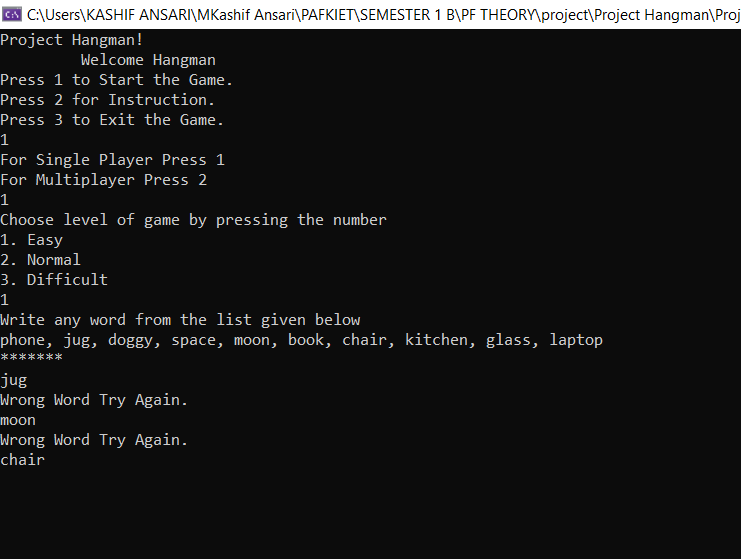 C:\Users\KASHIF ANSARI\MKashif Ansari\PAFKIET\SEMESTER 1 B\PF THEORY\project\Project Hangman\Proj
Project Hangman!
Welcome Hangman
Press 1 to Start the Game.
Press 2 for Instruction.
Press 3 to Exit the Game.
1
For Single Player Press 1
For Multiplayer Press 2
1
Choose level of game by pressing the number
1. Easy
2. Normal
3. Difficult
1
Write any word from the list given below
phone, jug, doggy, space, moon, book, chair, kitchen, glass, laptop
*******
jug
Wrong Word Try Again.
moon
Wrong Word Try Again.
chair